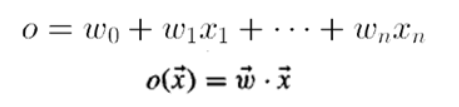 o = w₀ + w₁x₁ + · · · + wₙxₙ
o(x⃗) = w⃗ · x⃗